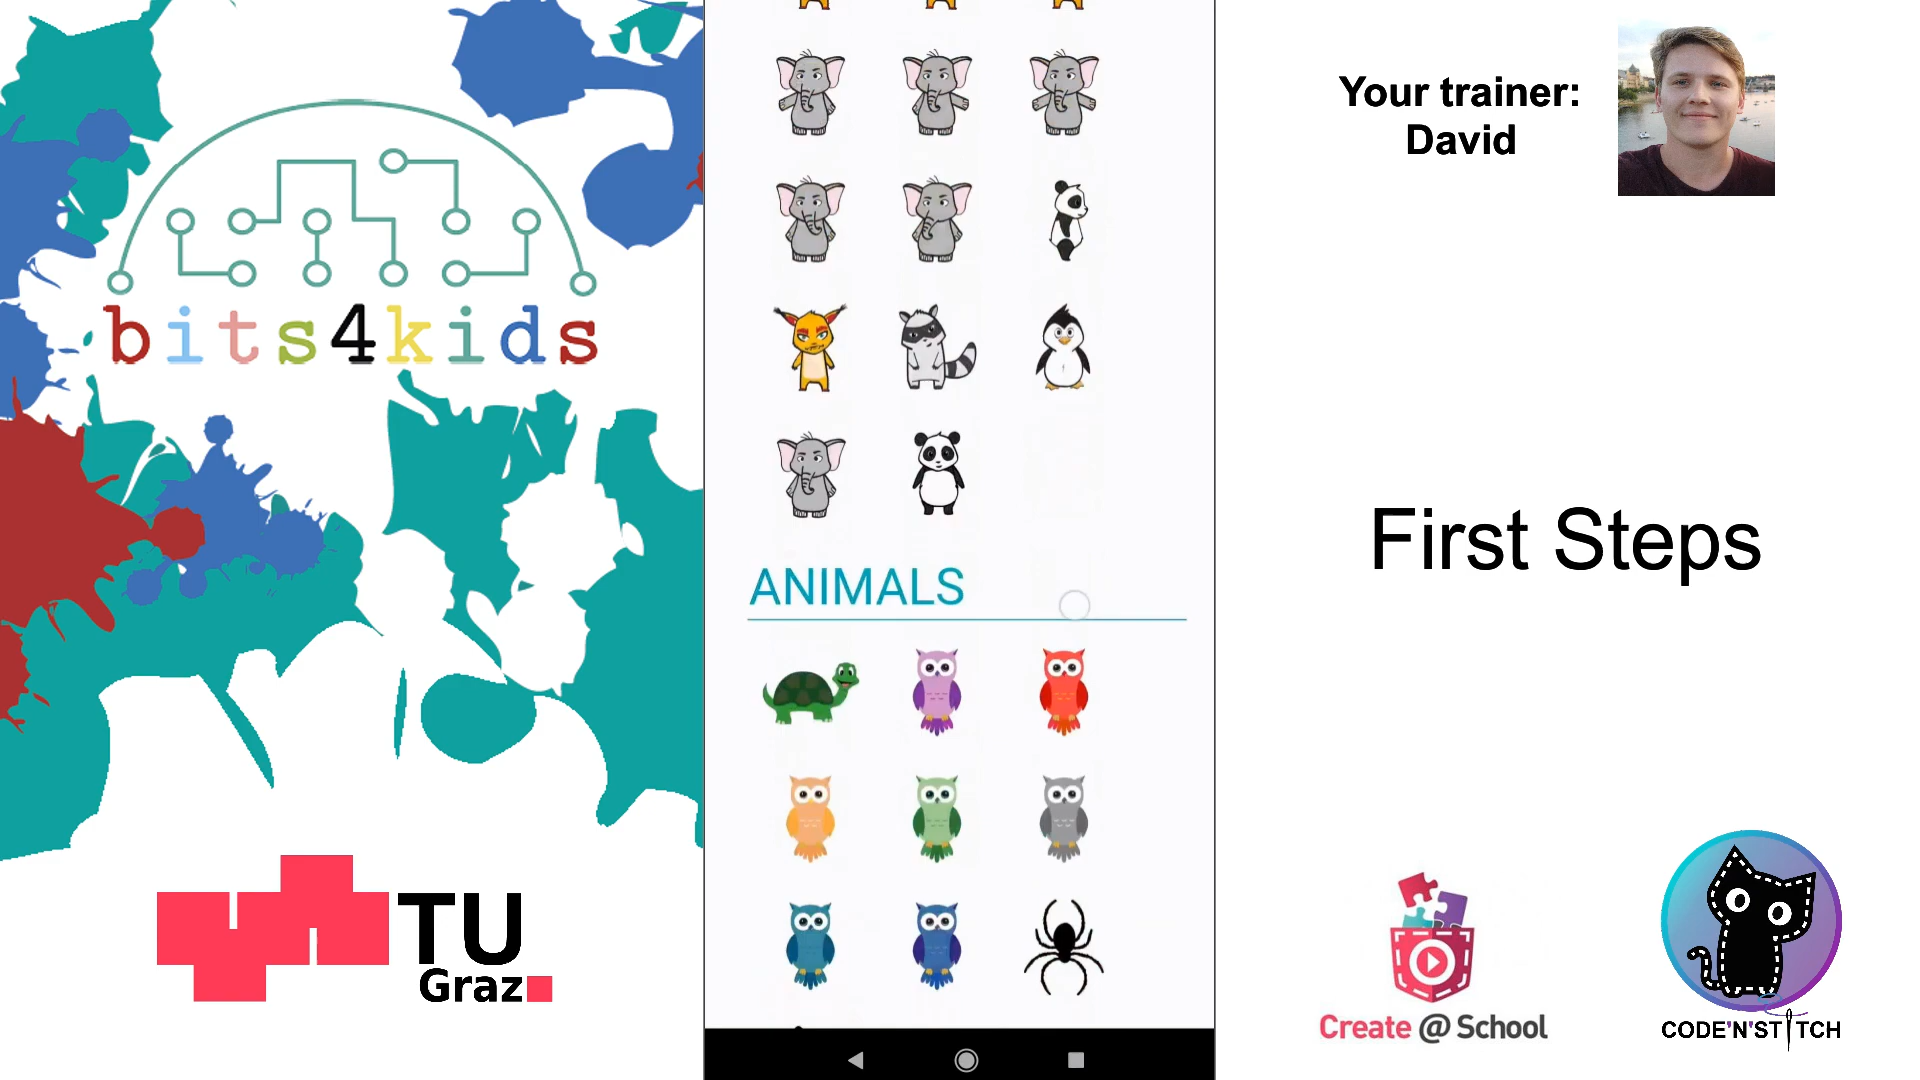 bits4kids
TU
Graz
ANIMALS
Your trainer:
David
First Steps
Create @ School
CODE'N'STITCH